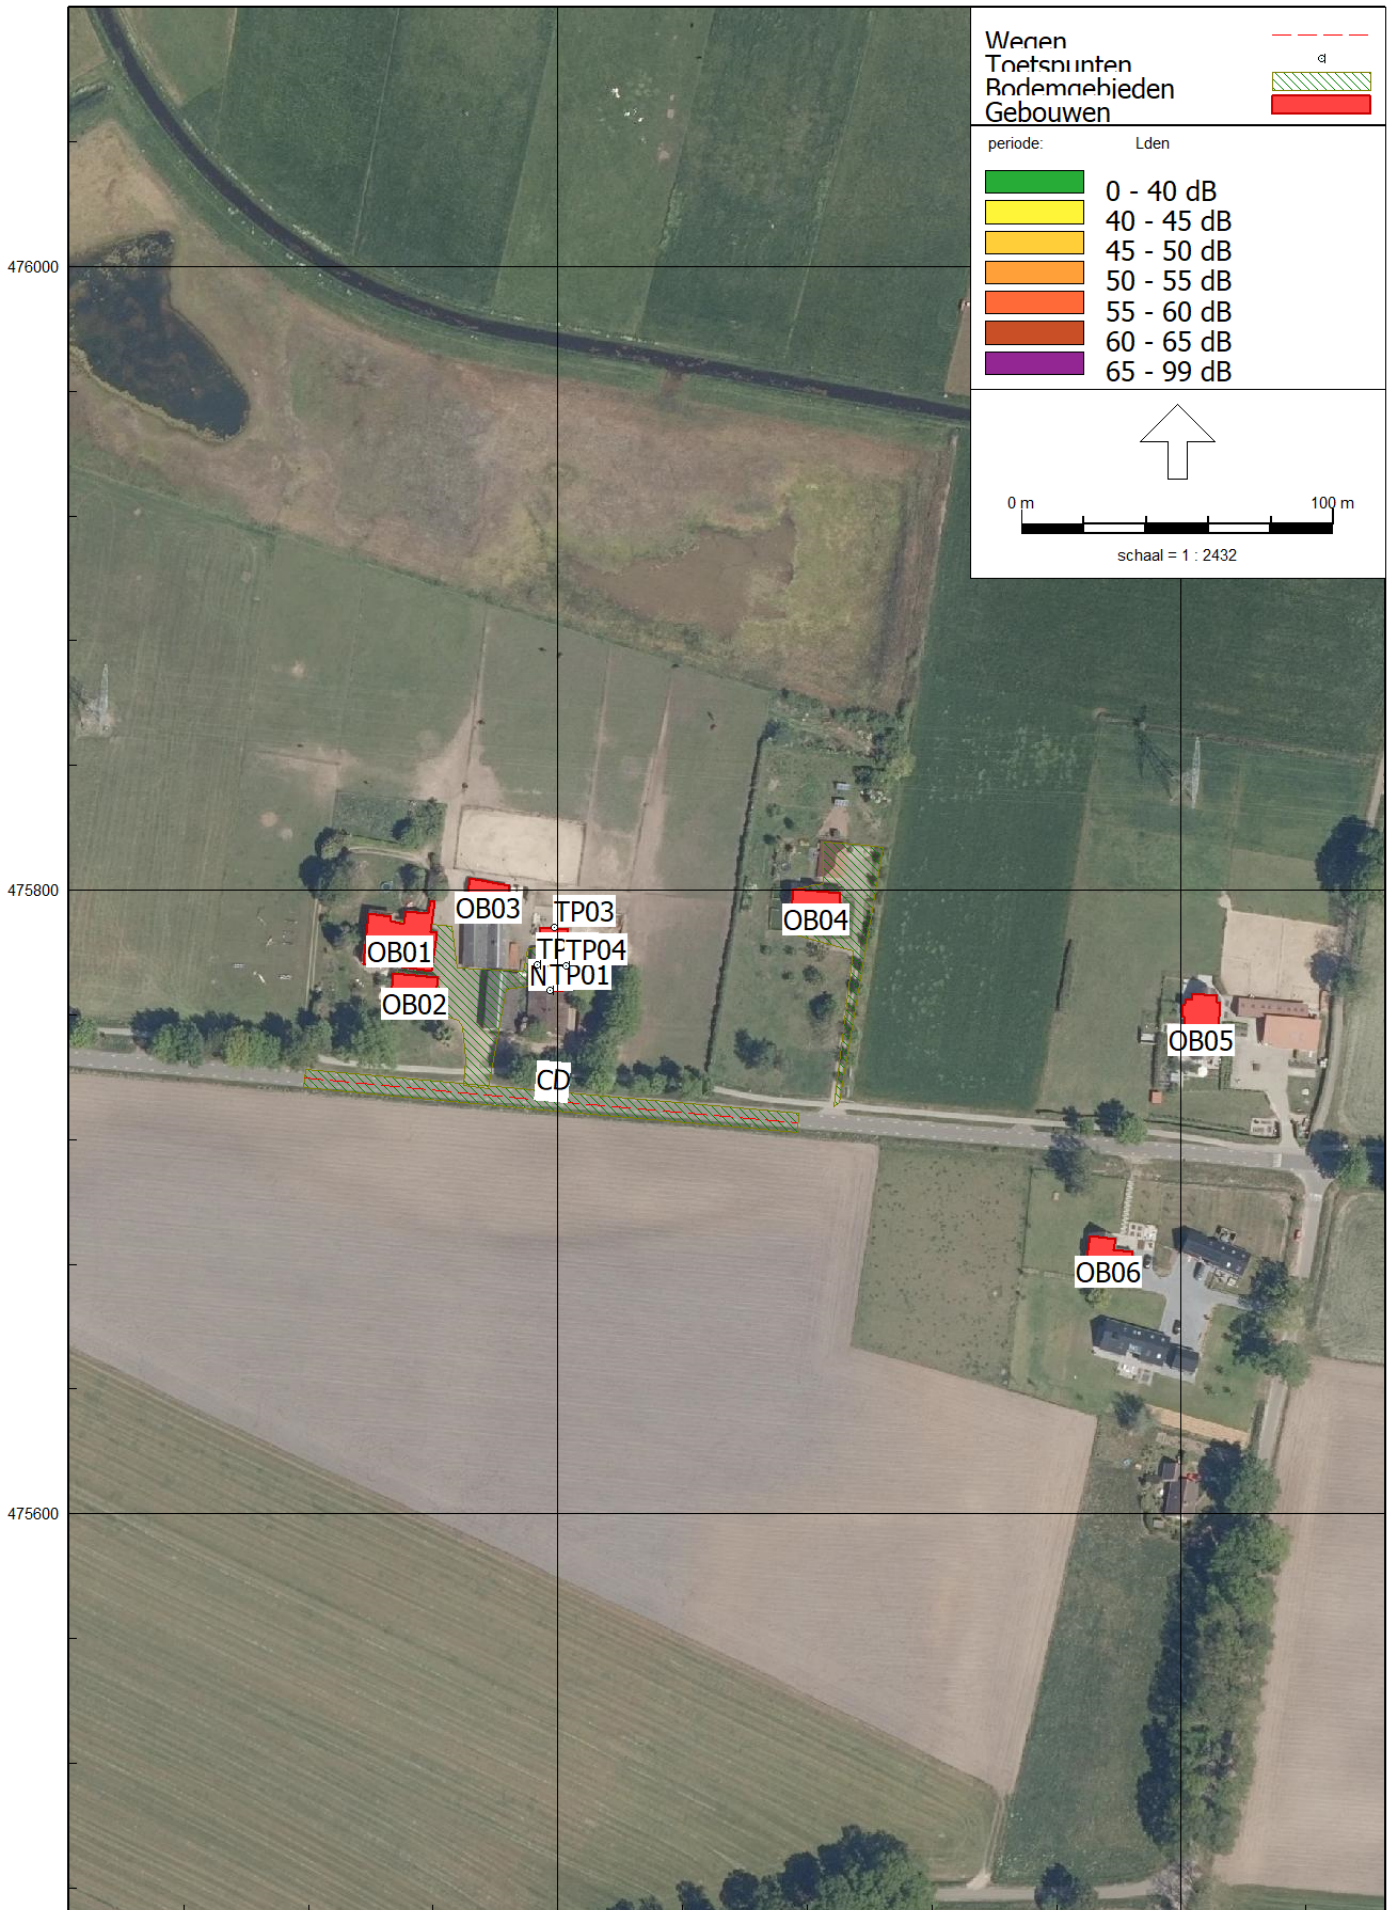 Wegen
Toetspunten
Bodemgebieden
Gebouwen
periode: Lden
0 - 40 dB
40 - 45 dB
45 - 50 dB
50 - 55 dB
55 - 60 dB
60 - 65 dB
65 - 99 dB
0 m 100 m
schaal = 1 : 2432
476000
475800
OB03
TP03
OB04
OB01
TP04
N TP01
OB02
OB05
CD
OB06
475600